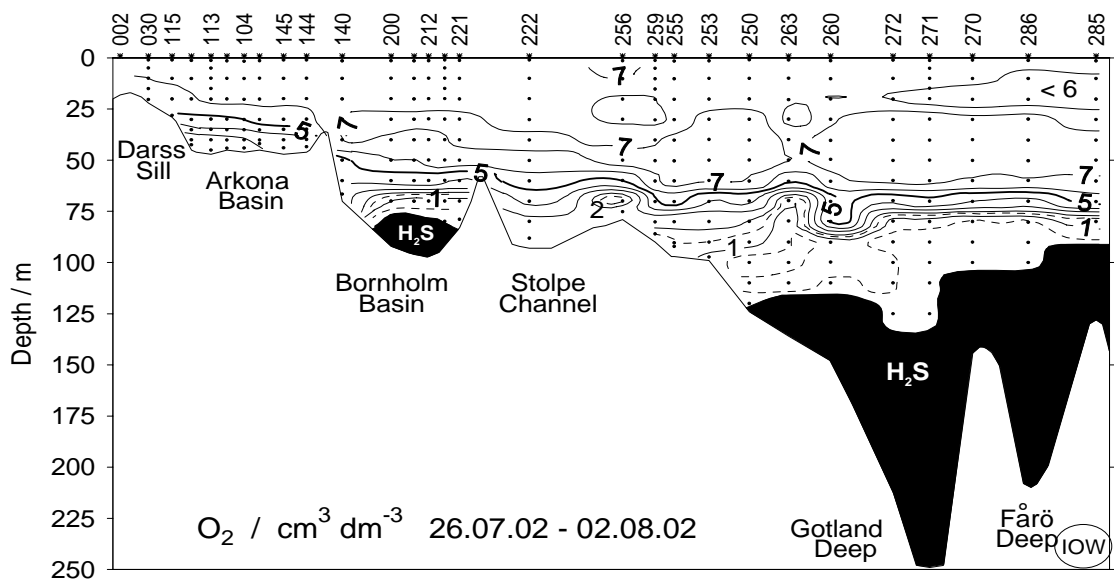 002 030 115 113 104 145 144 140 200 212 221 222 256 259 255 253 250 263 260 272 271 270 286 285
0
25
50
75
100
125
150
175
200
225
250
Depth / m
7
< 6
5
7
7
7
Darss
Sill
Arkona
Basin
5
7
7
5
1
2
5
1
1
H₂S
Bornholm
Basin
Stolpe
Channel
H₂S
O₂ / cm³ dm⁻³ 26.07.02 - 02.08.02
Gotland
Deep
Fårö
Deep
IOW